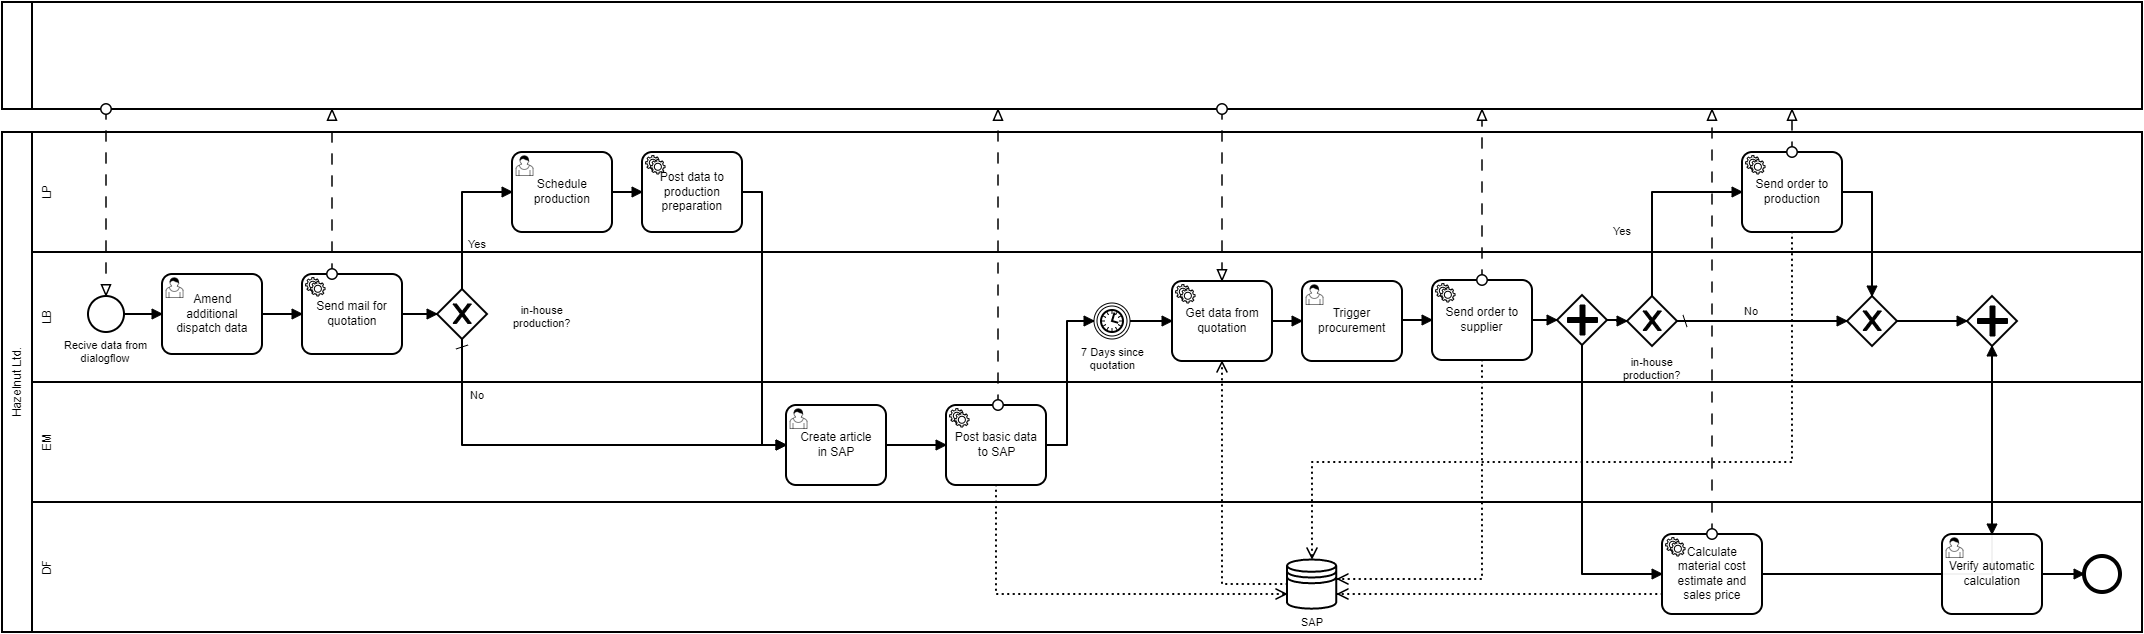 Hazelnut Ltd.
LP
Schedule
production
Post data to
production
preparation
Send order to
production
Yes
Yes
LB
Recive data from
dialogflow
Amend
additional
dispatch data
Send mail for
quotation
in-house
production?
7 Days since
quotation
Get data from
quotation
Trigger
procurement
Send order to
supplier
in-house
production?
No
EM
No
Create article
in SAP
Post basic data
to SAP
DF
SAP
Calculate
material cost
estimate and
sales price
Verify automatic
calculation